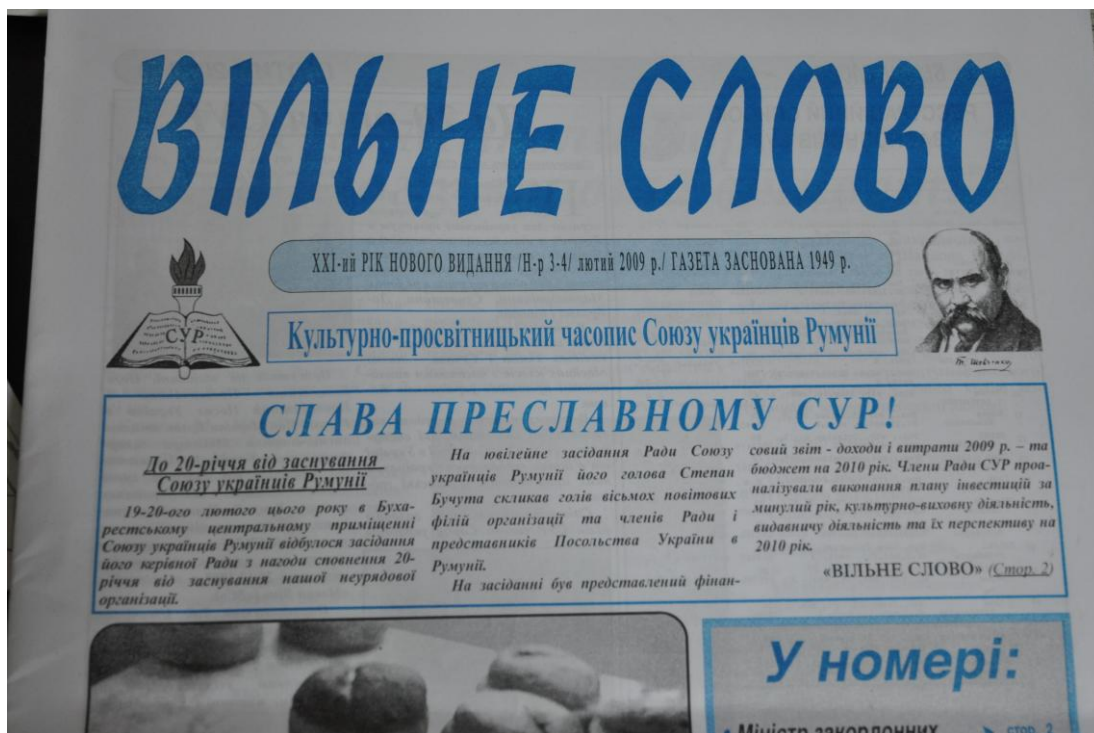 ВІЛЬНЕ СЛОВО
XXI-ий РІК НОВОГО ВИДАННЯ /Н-р 3-4/ лютий 2009 р./ ГАЗЕТА ЗАСНОВАНА 1949 р.
СУР
Культурно-просвітницький часопис Союзу українців Румунії
СЛАВА ПРЕСЛАВНОМУ СУР!
До 20-річчя від заснування
Союзу українців Румунії
19-20-ого лютого цього року в Буха-
рестському центральному приміщенні
Союзу українців Румунії відбулося засідання
його керівної Ради з нагоди сповнення 20-
річчя від заснування нашої неурядової
організації.
На ювілейне засідання Ради Союзу
українців Румунії його голова Степан
Бучута скликав голів вісьмох повітових
філій організації та членів Ради і
представників Посольства України в
Румунії.
На засіданні був представлений фінан-
совий звіт - доходи і витрати 2009 р. – та
бюджет на 2010 рік. Члени Ради СУР проа-
налізували виконання плану інвестицій за
минулий рік, культурно-виховну діяльність,
видавничу діяльність та їх перспективу на
2010 рік.
«ВІЛЬНЕ СЛОВО» (Стор. 2)
У номері:
• Міністр закордонних стор. 2